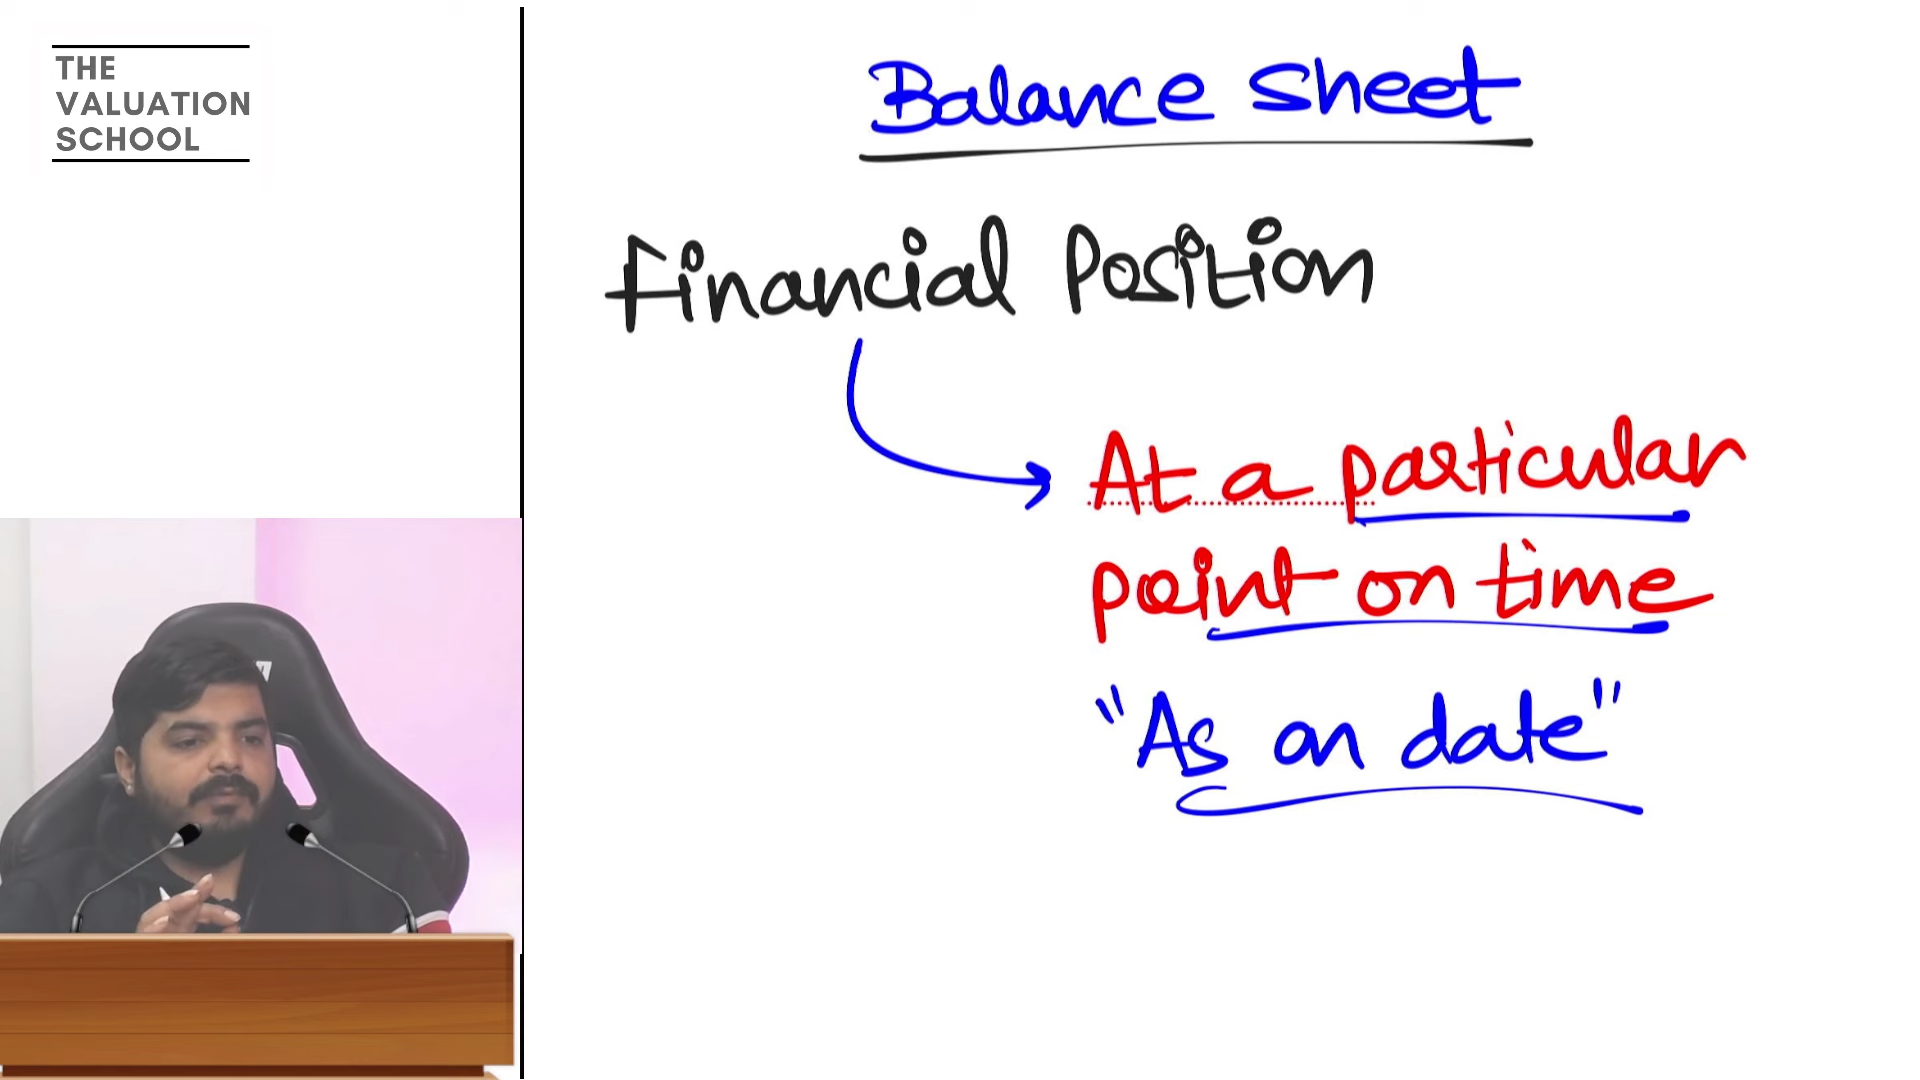 THE
VALUATION
SCHOOL
Balance Sheet
Financial Position
At a particular
point on time
"As on date"